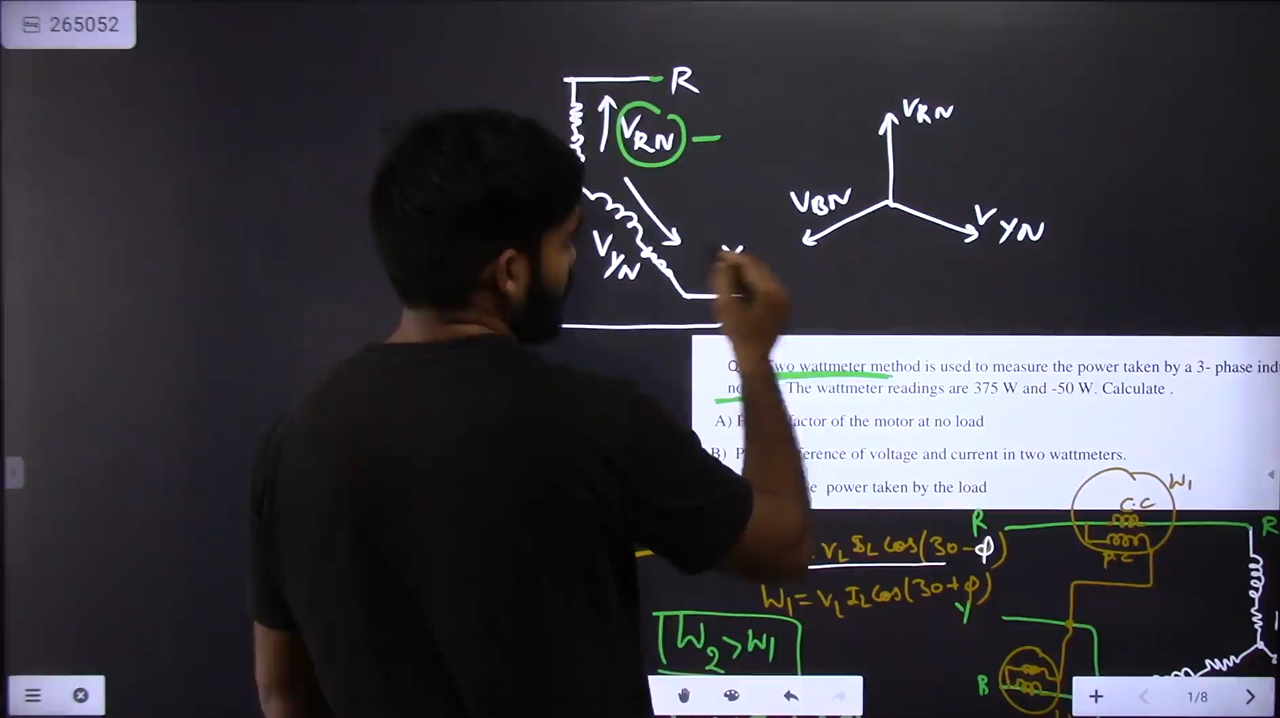 265052
R
VRN
VYN
Y
VRN
VBN
VYN
wo wattmeter method is used to measure the power taken by a 3- phase ind
The wattmeter readings are 375 W and -50 W. Calculate .
A) factor of the motor at no load
B) ference of voltage and current in two wattmeters.
power taken by the load
W1
C.C
R
R
P.C
VL IL cos(30-φ)
W1 = VL IL cos(30+φ)
Y
W2 > W1
B
1/8